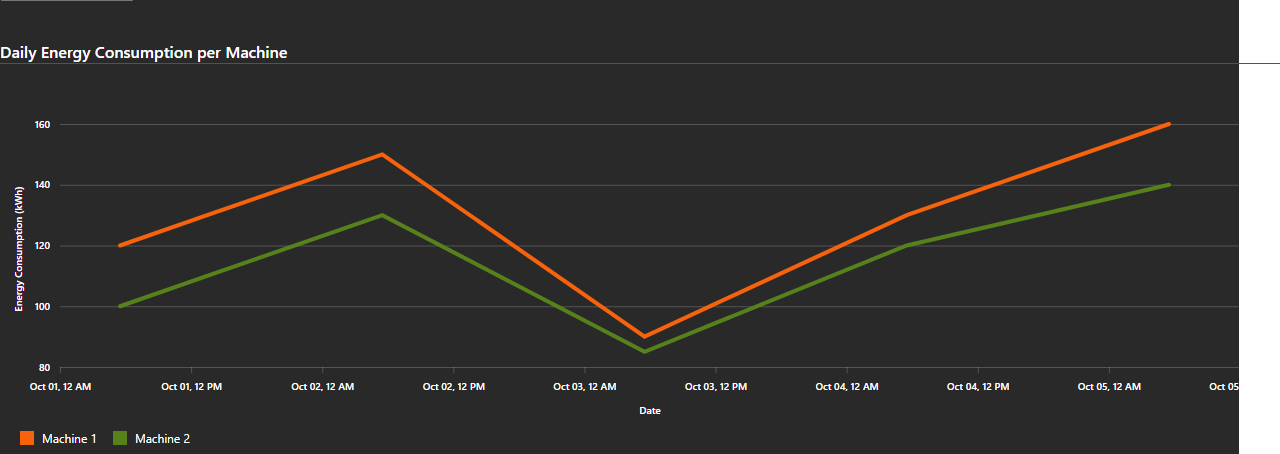 Daily Energy Consumption per Machine
160
140
120
100
80
Energy Consumption (kWh)
Oct 01, 12 AM Oct 01, 12 PM Oct 02, 12 AM Oct 02, 12 PM Oct 03, 12 AM Oct 03, 12 PM Oct 04, 12 AM Oct 04, 12 PM Oct 05, 12 AM Oct 05
Date
Machine 1 Machine 2